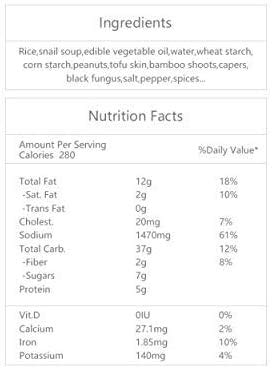 Ingredients
Rice,snail soup,edible vegetable oil,water,wheat starch,
corn starch,peanuts,tofu skin,bamboo shoots,capers,
black fungus,salt,pepper,spices...
Nutrition Facts
Amount Per Serving
Calories 280 %Daily Value*
Total Fat 12g 18%
-Sat. Fat 2g 10%
-Trans Fat 0g
Cholest. 20mg 7%
Sodium 1470mg 61%
Total Carb. 37g 12%
-Fiber 2g 8%
-Sugars 7g
Protein 5g
Vit.D 0IU 0%
Calcium 27.1mg 2%
Iron 1.85mg 10%
Potassium 140mg 4%